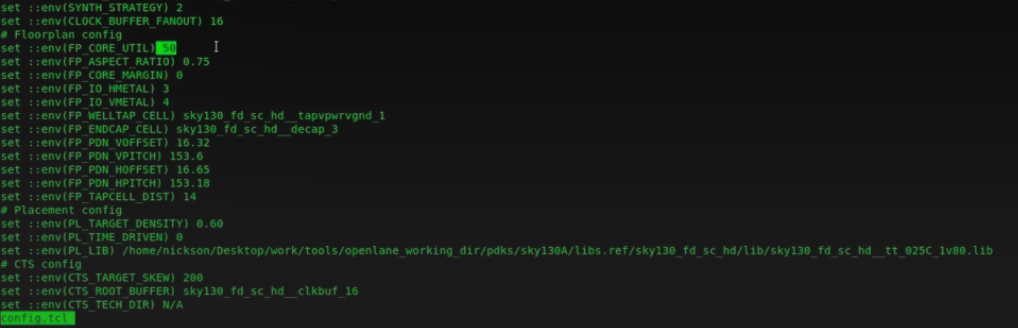 set ::env(SYNTH_STRATEGY) 2
set ::env(CLOCK_BUFFER_FANOUT) 16
# Floorplan config
set ::env(FP_CORE_UTIL) 50
set ::env(FP_ASPECT_RATIO) 0.75
set ::env(FP_CORE_MARGIN) 0
set ::env(FP_IO_HMETAL) 3
set ::env(FP_IO_VMETAL) 4
set ::env(FP_WELLTAP_CELL) sky130_fd_sc_hd__tapvpwrvgnd_1
set ::env(FP_ENDCAP_CELL) sky130_fd_sc_hd__decap_3
set ::env(FP_PDN_VOFFSET) 16.32
set ::env(FP_PDN_VPITCH) 153.6
set ::env(FP_PDN_HOFFSET) 16.65
set ::env(FP_PDN_HPITCH) 153.18
set ::env(FP_TAPCELL_DIST) 14
# Placement config
set ::env(PL_TARGET_DENSITY) 0.60
set ::env(PL_TIME_DRIVEN) 0
set ::env(PL_LIB) /home/nickson/Desktop/work/tools/openlane_working_dir/pdks/sky130A/libs.ref/sky130_fd_sc_hd/lib/sky130_fd_sc_hd__tt_025C_1v80.lib
# CTS config
set ::env(CTS_TARGET_SKEW) 200
set ::env(CTS_ROOT_BUFFER) sky130_fd_sc_hd__clkbuf_16
set ::env(CTS_TECH_DIR) N/A
config.tcl